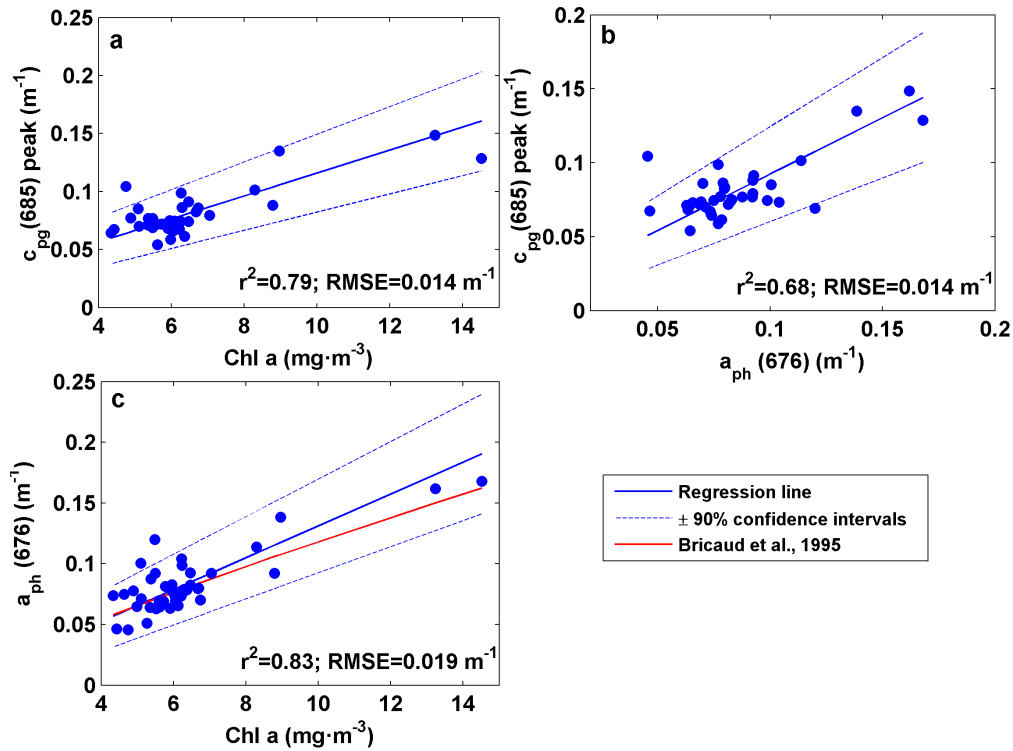 a
c_pg(685) peak (m^-1)
0.25
0.2
0.15
0.1
0.05
0
4 6 8 10 12 14
Chl a (mg·m^-3)
r^2=0.79; RMSE=0.014 m^-1
b
c_pg(685) peak (m^-1)
0.2
0.15
0.1
0.05
0
0.05 0.1 0.15 0.2
a_ph (676) (m^-1)
r^2=0.68; RMSE=0.014 m^-1
c
a_ph (676) (m^-1)
0.25
0.2
0.15
0.1
0.05
0
4 6 8 10 12 14
Chl a (mg·m^-3)
r^2=0.83; RMSE=0.019 m^-1
Regression line
± 90% confidence intervals
Bricaud et al., 1995